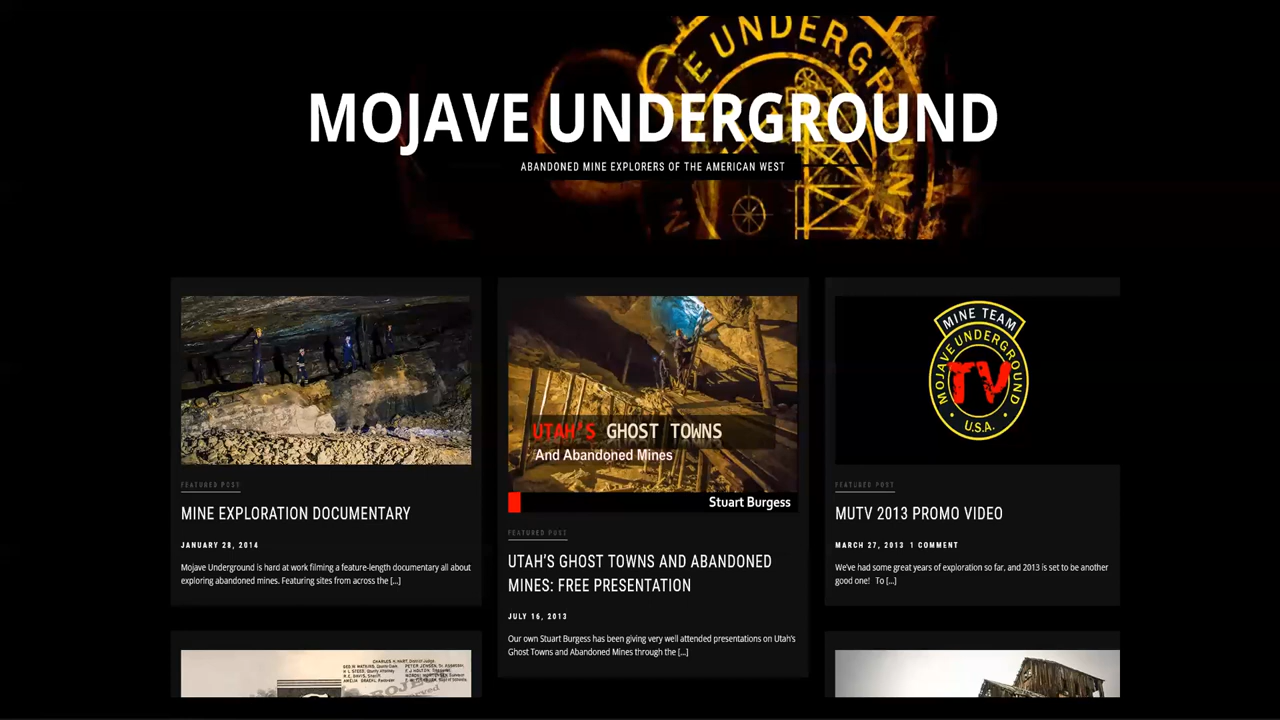 VE UNDERGROUND
MOJAVE UNDERGROUND
ABANDONED MINE EXPLORERS OF THE AMERICAN WEST
FEATURED POST
MINE EXPLORATION DOCUMENTARY
JANUARY 28, 2014
Mojave Underground is hard at work filming a feature-length documentary all about
exploring abandoned mines. Featuring sites from across the [...]
UTAH'S GHOST TOWNS
And Abandoned Mines
Stuart Burgess
FEATURED POST
UTAH’S GHOST TOWNS AND ABANDONED
MINES: FREE PRESENTATION
JULY 16, 2013
Our own Stuart Burgess has been giving very well attended presentations on Utah's
Ghost Towns and Abandoned Mines through the [...]
MINE TEAM
MOJAVE UNDERGROUND
TV
U.S.A.
FEATURED POST
MUTV 2013 PROMO VIDEO
MARCH 27, 2013 1 COMMENT
We've had some great years of exploration so far, and 2013 is set to be another
good one! To [...]
CHARLES H. HART, District Judge.